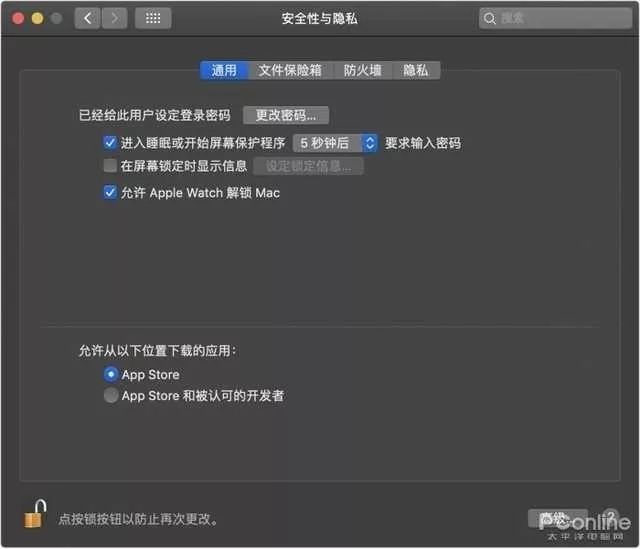 安全性与隐私
搜索
通用 文件保险箱 防火墙 隐私
已经给此用户设定登录密码 更改密码...
进入睡眠或开始屏幕保护程序 5 秒钟后 要求输入密码
在屏幕锁定时显示信息 设定锁定信息...
允许 Apple Watch 解锁 Mac
允许从以下位置下载的应用：
App Store
App Store 和被认可的开发者
点按锁按钮以防止再次更改。
高级... ?
PConline
太平洋电脑网